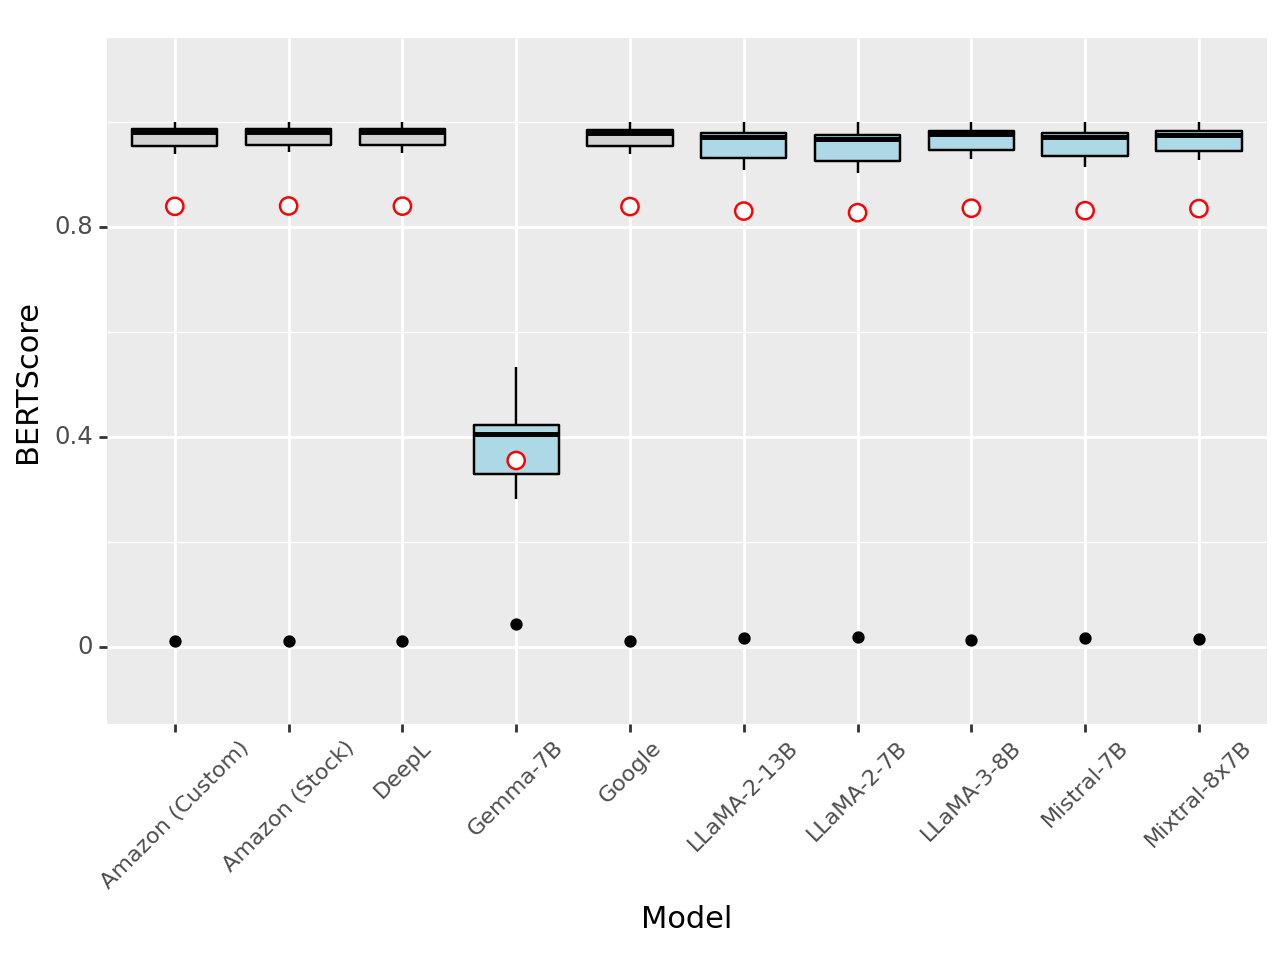 BERTScore
0.8
0.4
0
Amazon (Custom)
Amazon (Stock)
DeepL
Gemma-7B
Google
LLaMA-2-13B
LLaMA-2-7B
LLaMA-3-8B
Mistral-7B
Mixtral-8x7B
Model